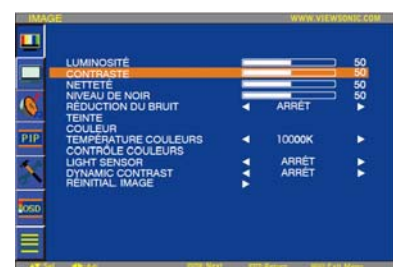 IMAGE WWW.VIEWSONIC.COM
LUMINOSITÉ 50
CONTRASTE 50
NETTETÉ 50
NIVEAU DE NOIR 50
RÉDUCTION DU BRUIT ARRÊT
TEINTE
COULEUR
TEMPÉRATURE COULEURS 10000K
CONTRÔLE COULEURS
LIGHT SENSOR ARRÊT
DYNAMIC CONTRAST ARRÊT
RÉINITIAL. IMAGE
PIP
OSD